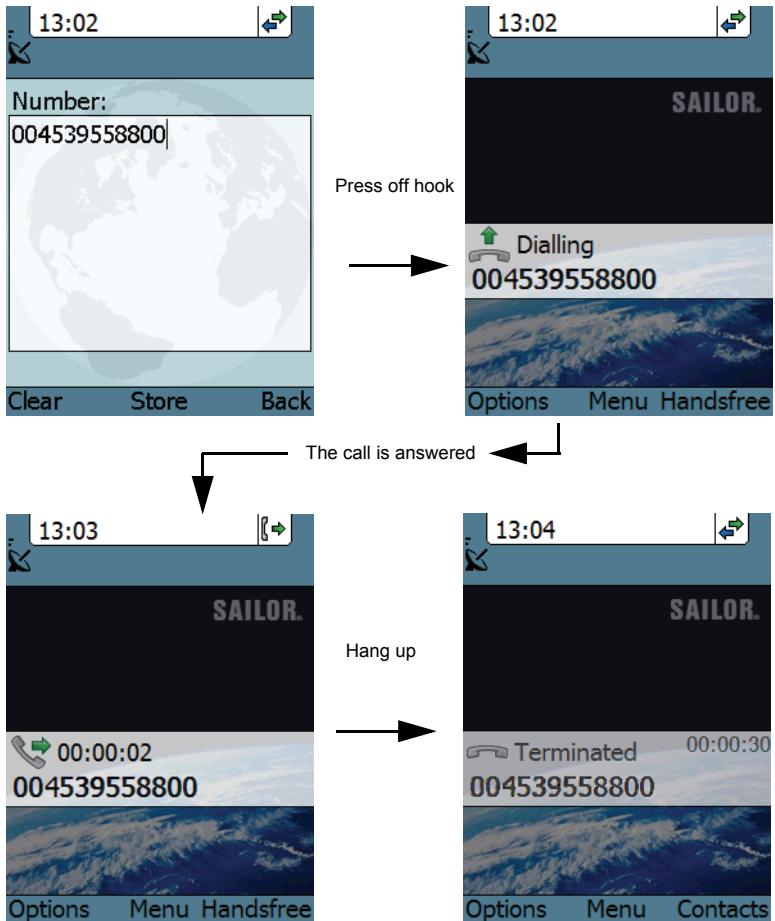 13:02
Number:
004539558800
Clear Store Back
Press off hook
13:02
SAILOR.
Dialling
004539558800
Options Menu Handsfree
The call is answered
13:03
SAILOR.
00:00:02
004539558800
Options Menu Handsfree
Hang up
13:04
SAILOR.
Terminated 00:00:30
004539558800
Options Menu Contacts